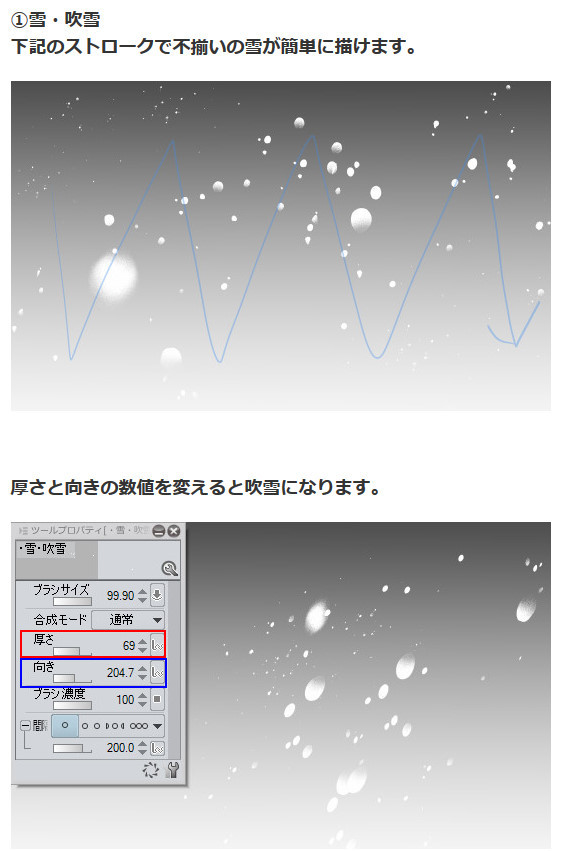 ①雪・吹雪
下記のストロークで不揃いの雪が簡単に描けます。
厚さと向きの数値を変えると吹雪になります。
ツールプロパティ[・雪・吹雪
・雪・吹雪
ブラシサイズ 99.90
合成モード 通常
厚さ 69
向き 204.7
ブラシ濃度 100
間隔
200.0